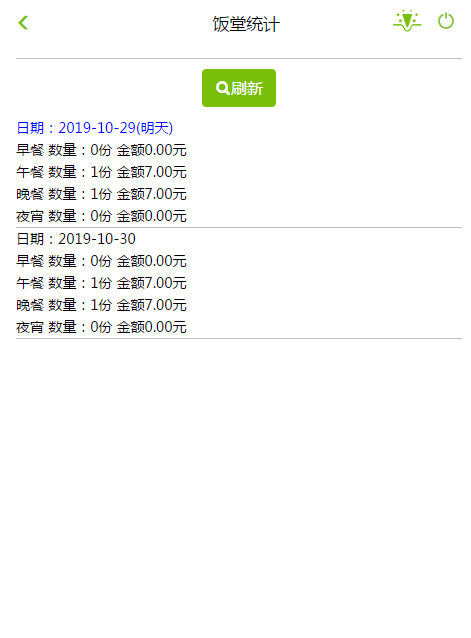 饭堂统计
刷新
日期：2019-10-29(明天)
早餐 数量：0份 金额0.00元
午餐 数量：1份 金额7.00元
晚餐 数量：1份 金额7.00元
夜宵 数量：0份 金额0.00元
日期：2019-10-30
早餐 数量：0份 金额0.00元
午餐 数量：1份 金额7.00元
晚餐 数量：1份 金额7.00元
夜宵 数量：0份 金额0.00元